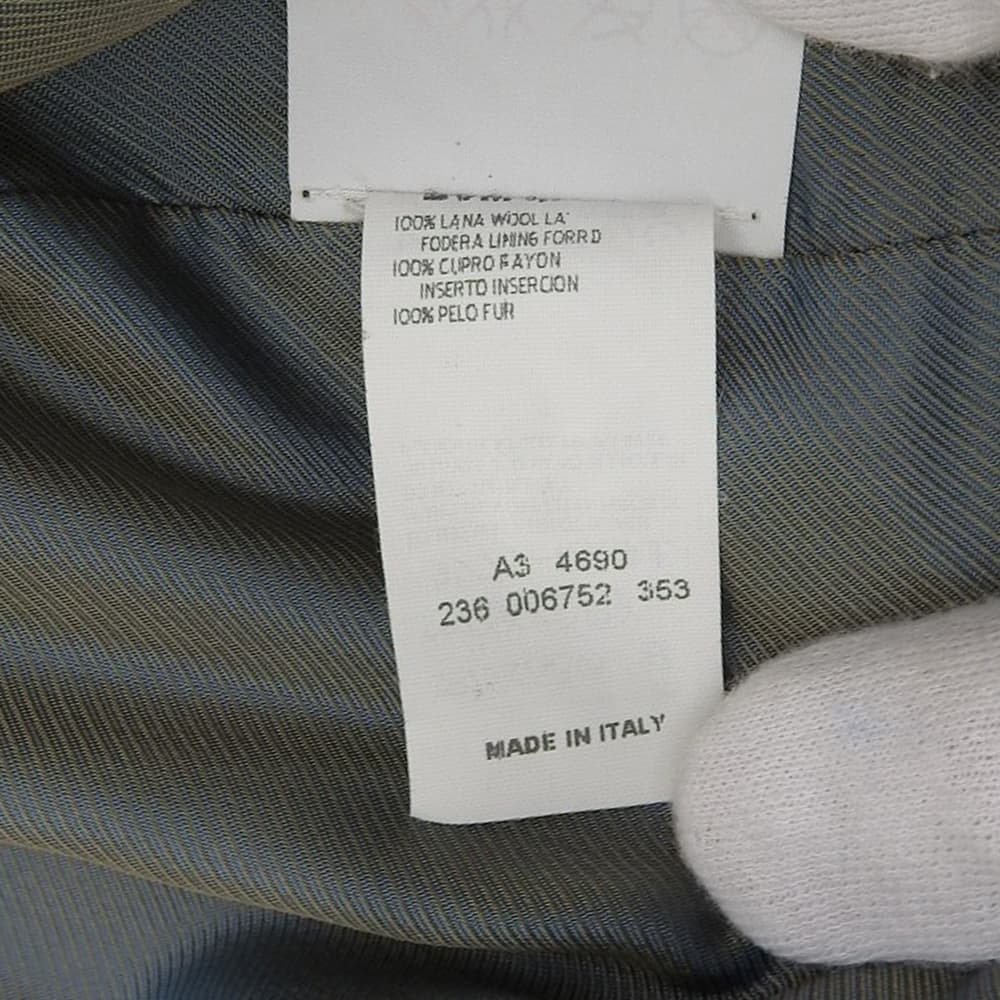 100% LANA WOOL LA
FODERA LINING FORRO
100% CUPRO RAYON
INSERTO INSERCION
100% PELO FUR
A3 4690
236 006752 353
MADE IN ITALY